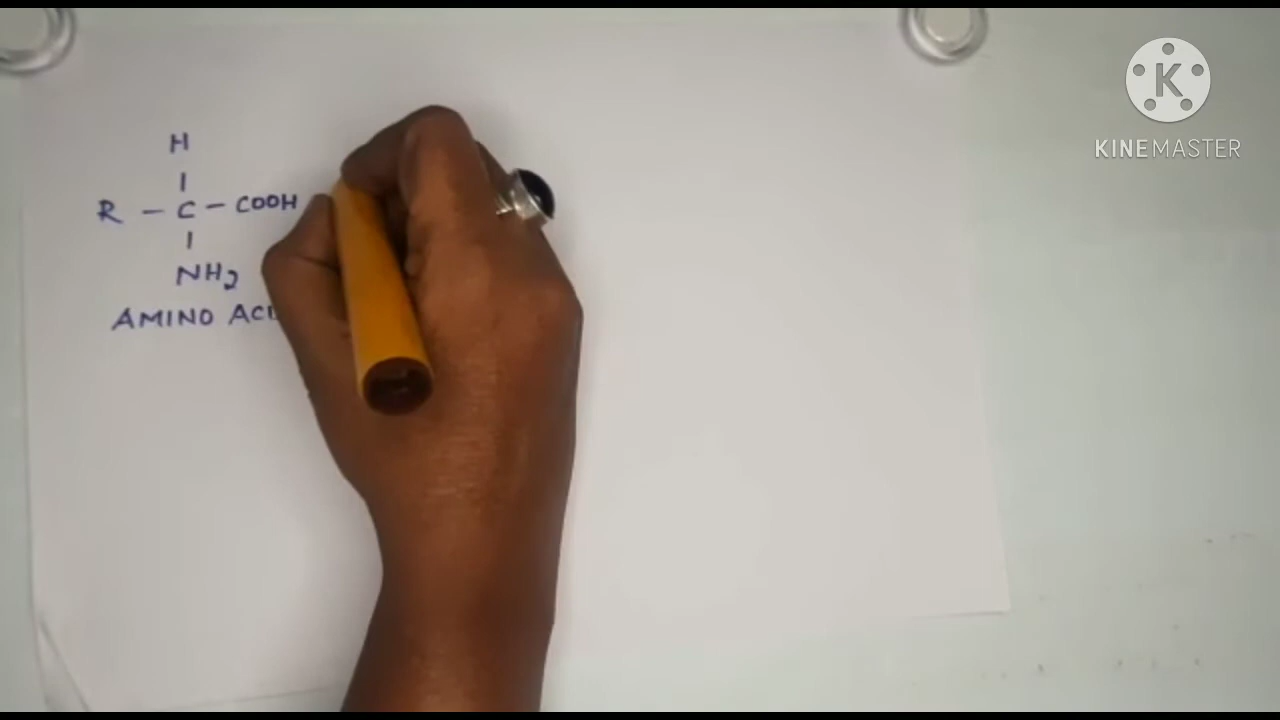 H
R - C - COOH
NH2
AMINO
K
KINEMASTER